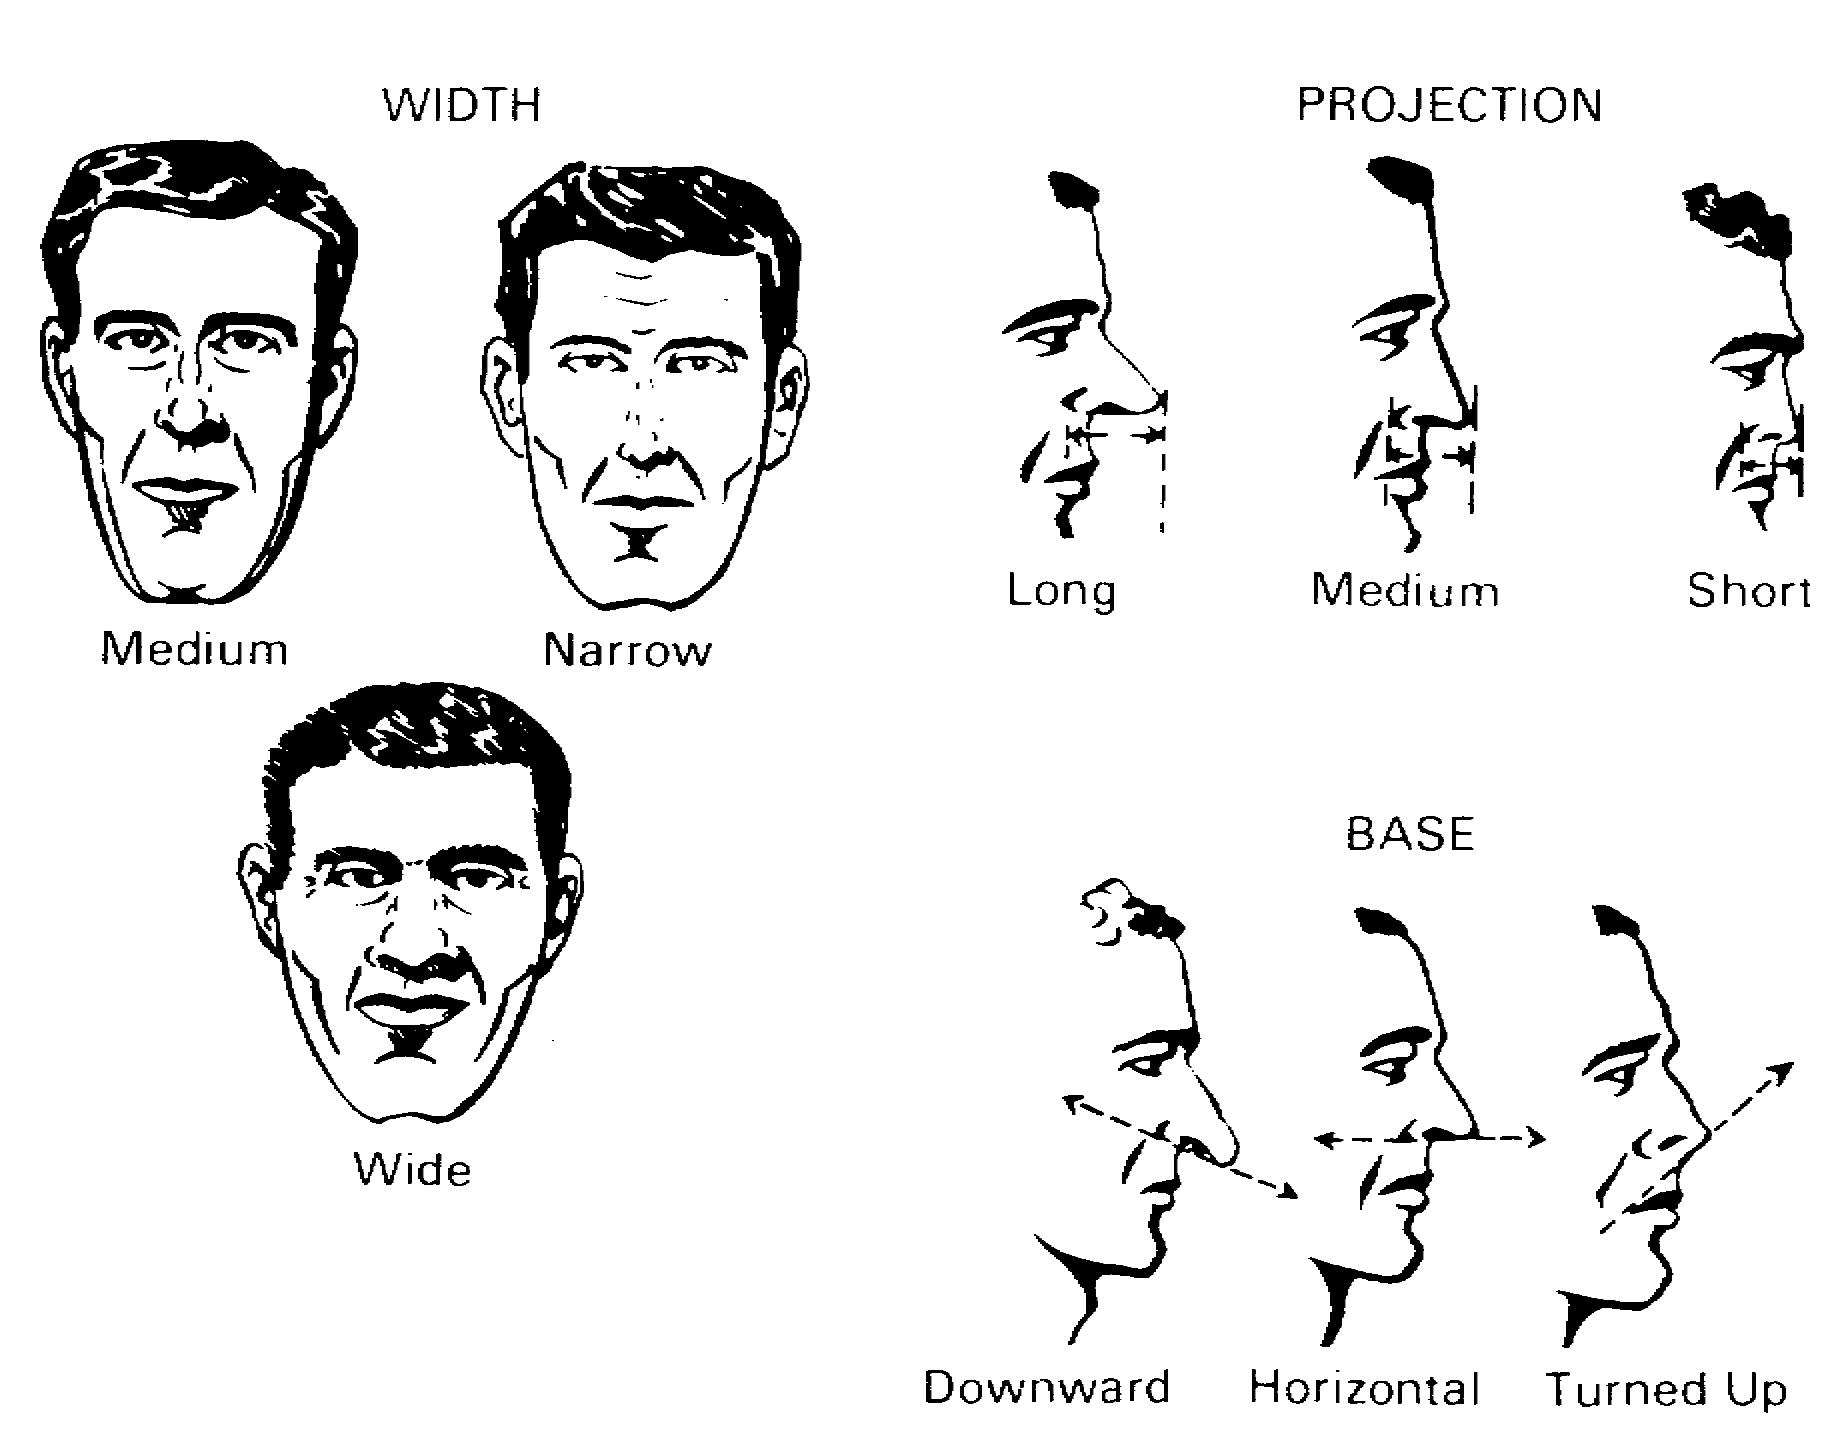 WIDTH
Medium
Narrow
Wide
PROJECTION
Long
Medium
Short
BASE
Downward
Horizontal
Turned Up